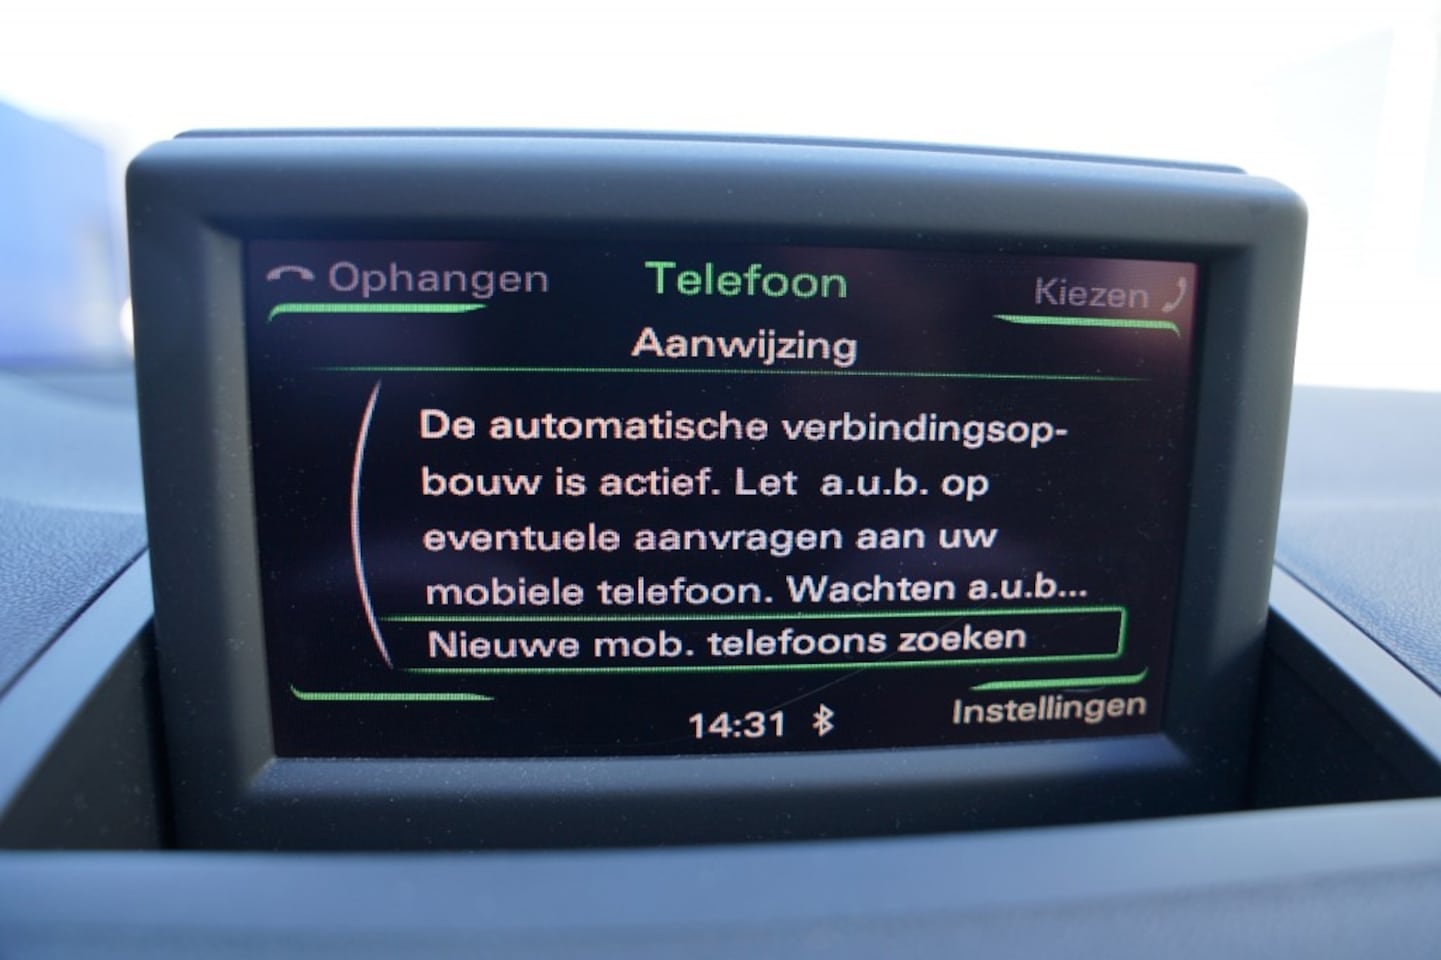 Ophangen Telefoon Kiezen
Aanwijzing
De automatische verbindingsop-
bouw is actief. Let a.u.b. op
eventuele aanvragen aan uw
mobiele telefoon. Wachten a.u.b...
Nieuwe mob. telefoons zoeken
Instellingen
14:31